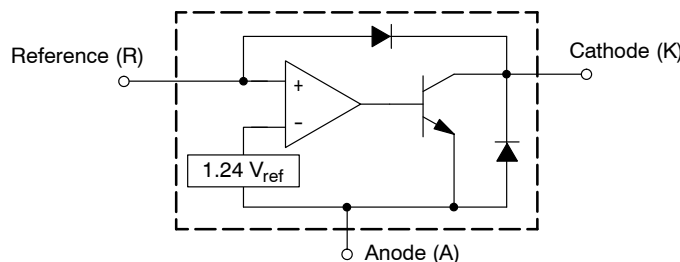 Reference (R)
Cathode (K)
+
–
1.24 Vref
Anode (A)